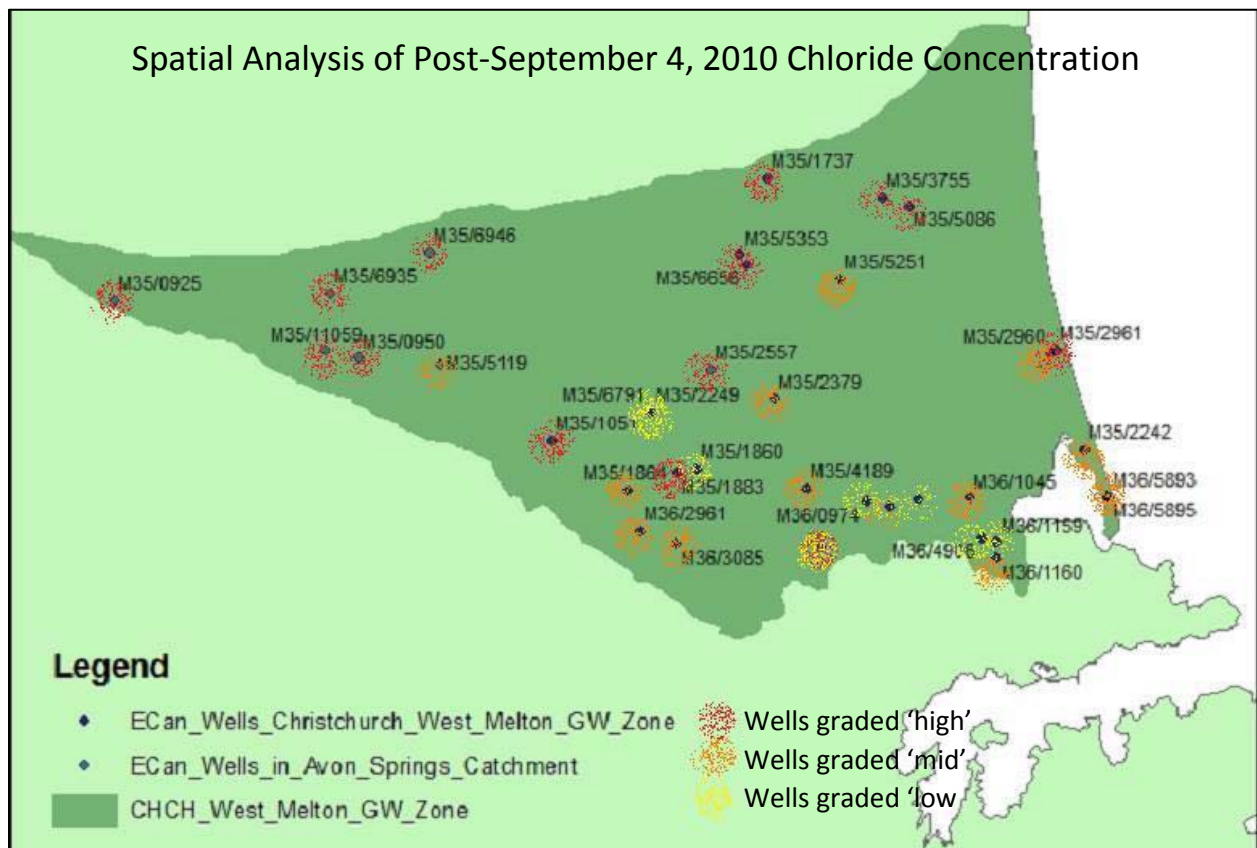 Spatial Analysis of Post-September 4, 2010 Chloride Concentration
M35/1737
M35/3755
M35/5086
M35/6946
M35/5353
M35/6656
M35/5251
M35/0925
M35/6935
M35/11059
M35/0950
M35/5119
M35/2960
M35/2961
M35/2557
M35/2379
M35/6791
M35/2249
M35/1051
M35/2242
M35/1860
M35/1864
M35/1883
M35/4189
M36/1045
M36/5893
M36/5895
M36/2961
M36/0974
M36/1159
M36/3085
M36/1160
Legend
ECan_Wells_Christchurch_West_Melton_GW_Zone
ECan_Wells_in_Avon_Springs_Catchment
CHCH_West_Melton_GW_Zone
Wells graded ‘high’
Wells graded ‘mid’
Wells graded ‘low